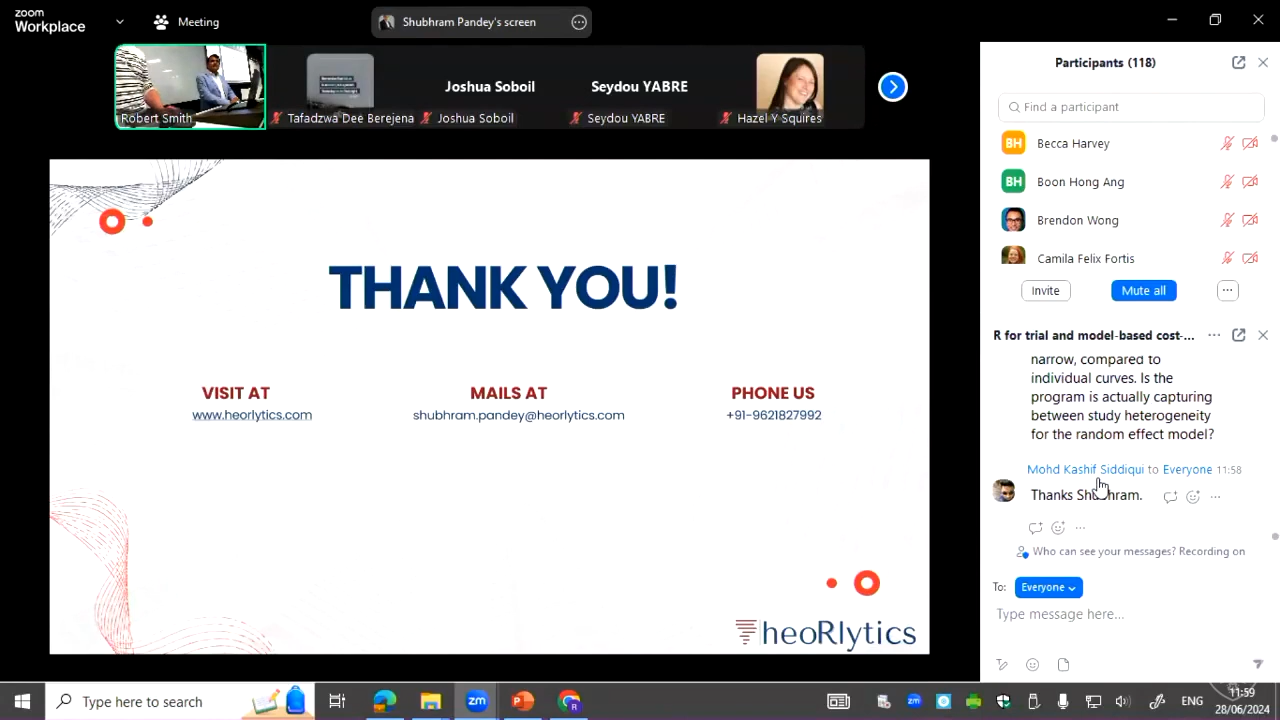 zoom
Workplace
Meeting
Shubhram Pandey's screen
Robert Smith
Tafadzwa Dee Berejena
Joshua Soboil
Joshua Soboil
Seydou YABRE
Seydou YABRE
Hazel Y Squires
THANK YOU!
VISIT AT
www.heorlytics.com
MAILS AT
shubhram.pandey@heorlytics.com
PHONE US
+91-9621827992
heoRlytics
Participants (118)
Find a participant
BH Becca Harvey
BH Boon Hong Ang
Brendon Wong
Camila Felix Fortis
Invite
Mute all
R for trial and model-based cost-...
narrow, compared to
individual curves. Is the
program is actually capturing
between study heterogeneity
for the random effect model?
Mohd Kashif Siddiqui to Everyone 11:58
Thanks Shubhram.
Who can see your messages? Recording on
To: Everyone
Type message here...
Type here to search
zm
ENG
11:59
28/06/2024